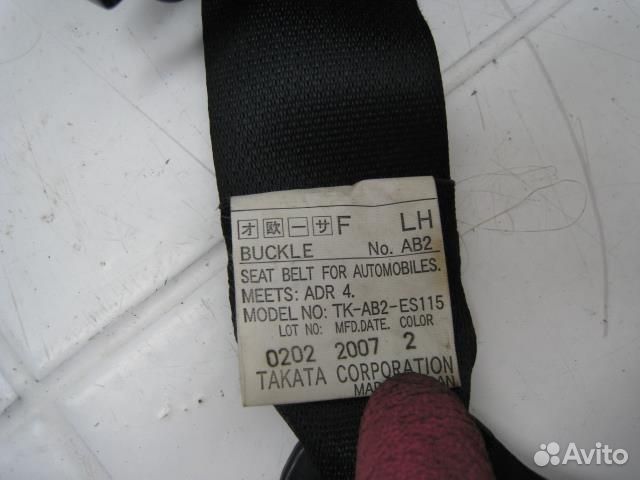 オ 欧 一 サ F LH
BUCKLE No. AB2
SEAT BELT FOR AUTOMOBILES.
MEETS: ADR 4.
MODEL NO: TK-AB2-ES115
LOT NO: MFD.DATE. COLOR
0202 2007 2
TAKATA CORPORATION
Avito